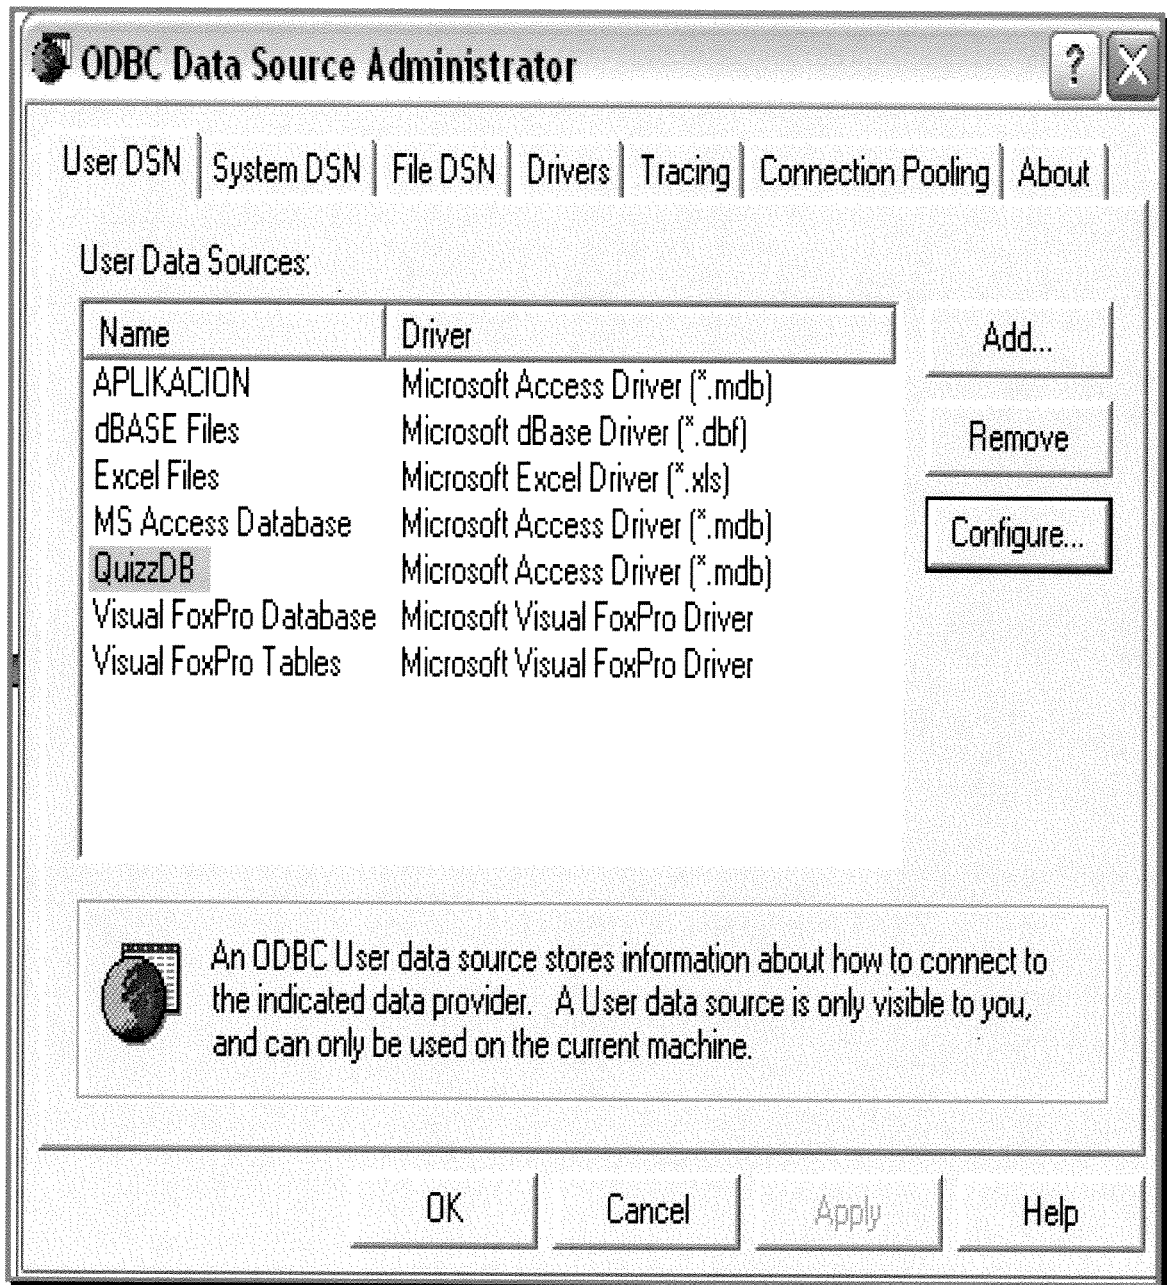 ODBC Data Source Administrator
?
X
User DSN
System DSN
File DSN
Drivers
Tracing
Connection Pooling
About
User Data Sources:
Name Driver
APLIKACION Microsoft Access Driver (*.mdb)
dBASE Files Microsoft dBase Driver (*.dbf)
Excel Files Microsoft Excel Driver (*.xls)
MS Access Database Microsoft Access Driver (*.mdb)
QuizzDB Microsoft Access Driver (*.mdb)
Visual FoxPro Database Microsoft Visual FoxPro Driver
Visual FoxPro Tables Microsoft Visual FoxPro Driver
Add...
Remove
Configure...
An ODBC User data source stores information about how to connect to
the indicated data provider. A User data source is only visible to you,
and can only be used on the current machine.
OK
Cancel
Apply
Help